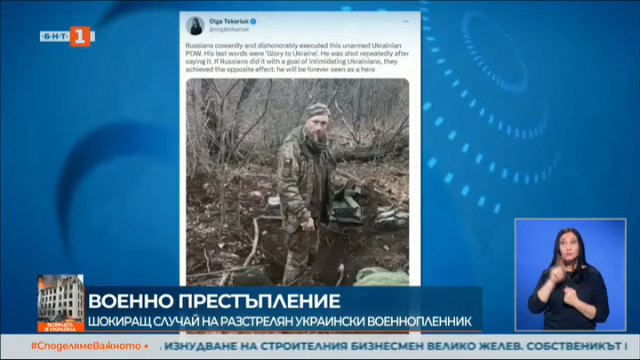 БНТ 1
Olga Tokariuk
@olgatokariuk
Russians cowardly and dishonorably executed this unarmed Ukrainian
POW. His last words were 'Glory to Ukraine'. He was shot repeatedly after
saying it. If Russians did it with a goal of intimidating Ukrainians, they
achieved the opposite effect: he will be forever seen as a hero
ВОЙНАТА
В УКРАЙНА
ВОЕННО ПРЕСТЪПЛЕНИЕ
ШОКИРАЩ СЛУЧАЙ НА РАЗСТРЕЛЯН УКРАИНСКИ ВОЕННОПЛЕННИК
#СподелямеВажното ИЗНУДВАНЕ НА СТРОИТЕЛНИЯ БИЗНЕСМЕН ВЕЛИКО ЖЕЛЕВ. СОБСТВЕНИКЪТ